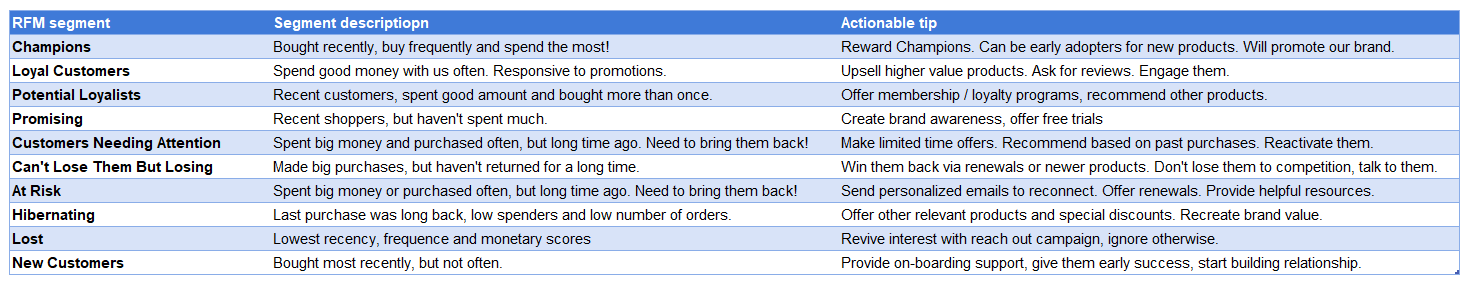 RFM segment Segment descriptiopn Actionable tip
Champions Bought recently, buy frequently and spend the most! Reward Champions. Can be early adopters for new products. Will promote our brand.
Loyal Customers Spend good money with us often. Responsive to promotions. Upsell higher value products. Ask for reviews. Engage them.
Potential Loyalists Recent customers, spent good amount and bought more than once. Offer membership / loyalty programs, recommend other products.
Promising Recent shoppers, but haven't spent much. Create brand awareness, offer free trials
Customers Needing Attention Spent big money and purchased often, but long time ago. Need to bring them back! Make limited time offers. Recommend based on past purchases. Reactivate them.
Can't Lose Them But Losing Made big purchases, but haven't returned for a long time. Win them back via renewals or newer products. Don't lose them to competition, talk to them.
At Risk Spent big money or purchased often, but long time ago. Need to bring them back! Send personalized emails to reconnect. Offer renewals. Provide helpful resources.
Hibernating Last purchase was long back, low spenders and low number of orders. Offer other relevant products and special discounts. Recreate brand value.
Lost Lowest recency, frequence and monetary scores Revive interest with reach out campaign, ignore otherwise.
New Customers Bought most recently, but not often. Provide on-boarding support, give them early success, start building relationship.